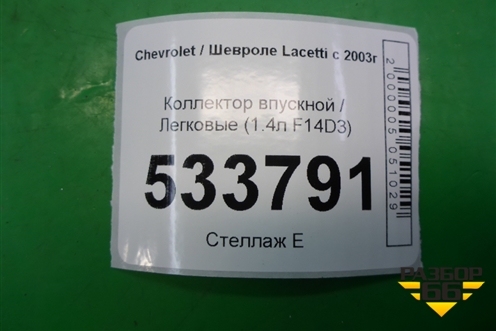 Chevrolet / Шевроле Lacetti с 2003г
Коллектор впускной /
Легковые (1.4л F14D3)
533791
Стеллаж Е
2000005051029
РАЗБОР
66